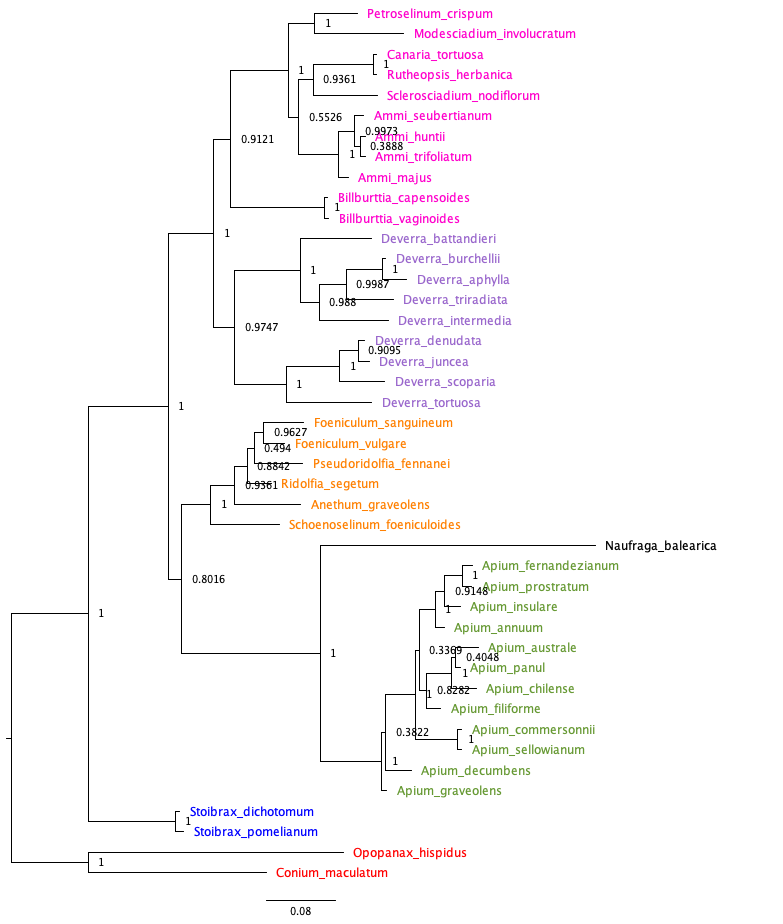 Petroselinum_crispum
1
Modesciadium_involucratum
Canaria_tortuosa
1
1
Rutheopsis_herbanica
0.9361
Sclerosciadium_nodiflorum
Ammi_seubertianum
0.5526
0.9973
Ammi_huntii
0.9121
0.3888
1
Ammi_trifoliatum
Ammi_majus
Billburttia_capensoides
1
Billburttia_vaginoides
1
Deverra_battandieri
Deverra_burchellii
1
1
Deverra_aphylla
0.9987
Deverra_triradiata
0.988
Deverra_intermedia
0.9747
Deverra_denudata
0.9095
Deverra_juncea
1
Deverra_scoparia
1
Deverra_tortuosa
1
Foeniculum_sanguineum
0.9627
Foeniculum_vulgare
0.494
Pseudoridolfia_fennanei
0.8842
Ridolfia_segetum
0.9361
Anethum_graveolens
1
Schoenoselinum_foeniculoides
Naufraga_balearica
Apium_fernandezianum
1
0.8016
Apium_prostratum
0.9148
Apium_insulare
1
1
Apium_annuum
Apium_australe
0.3369
0.4048
1
Apium_panul
1
Apium_chilense
0.8282
1
Apium_filiforme
Apium_commersonnii
0.3822
1
Apium_sellowianum
1
Apium_decumbens
Apium_graveolens
Stoibrax_dichotomum
1
Stoibrax_pomelianum
Opopanax_hispidus
1
Conium_maculatum
0.08